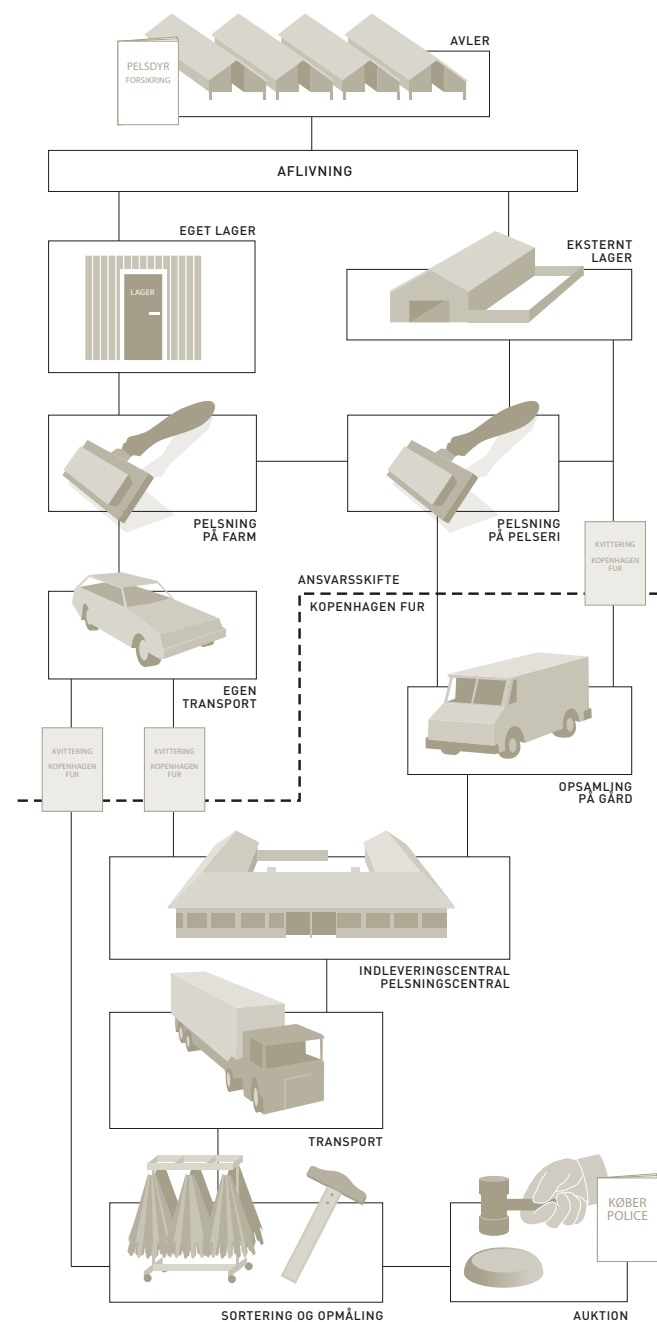 AVLER
PELSDYR
FORSIKRING
AFLIVNING
EGET LAGER
LAGER
EKSTERNT
LAGER
PELSNING
PÅ FARM
PELSNING
PÅ PELSERI
KVITTERING
KOPENHAGEN
FUR
ANSVARSSKIFTE
KOPENHAGEN FUR
EGEN
TRANSPORT
KVITTERING
KOPENHAGEN
FUR
KVITTERING
KOPENHAGEN
FUR
OPSAMLING
PÅ GÅRD
INDLEVERINGSCENTRAL
PELSNINGSCENTRAL
TRANSPORT
KØBER
POLICE
SORTERING OG OPMÅLING
AUKTION